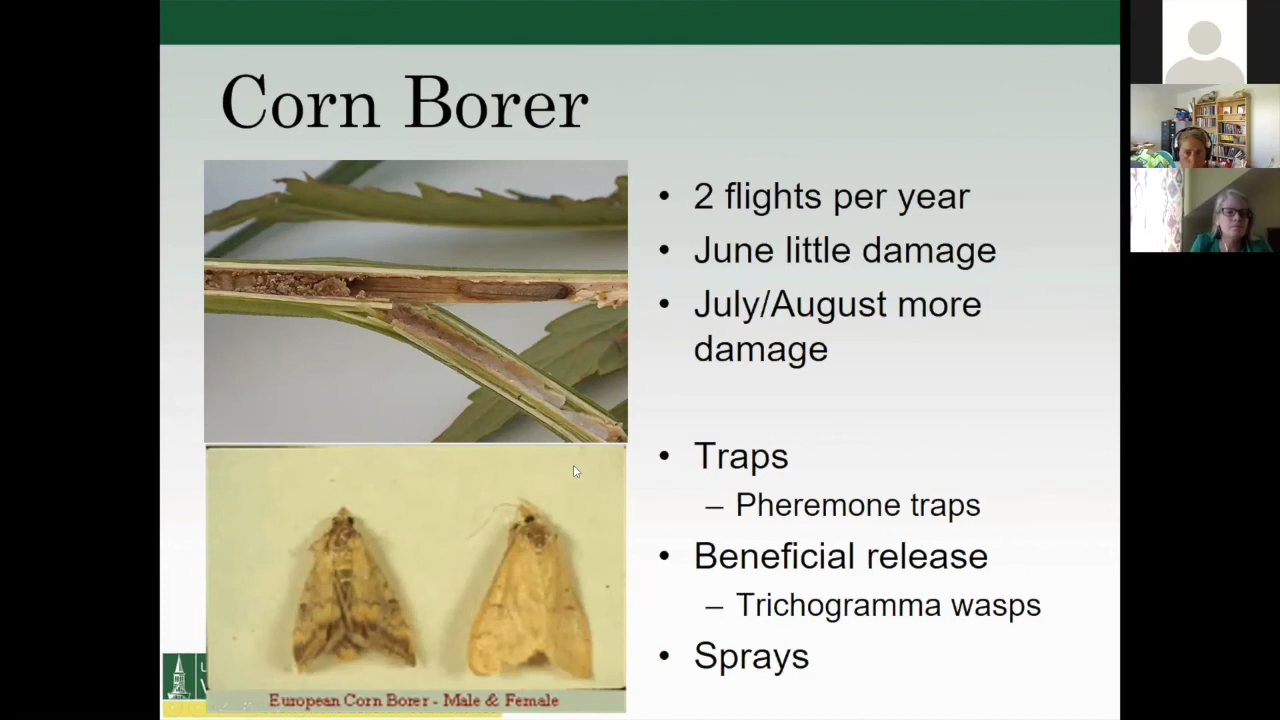 Corn Borer
• 2 flights per year
• June little damage
• July/August more
damage
• Traps
– Pheremone traps
• Beneficial release
– Trichogramma wasps
• Sprays
European Corn Borer - Male & Female